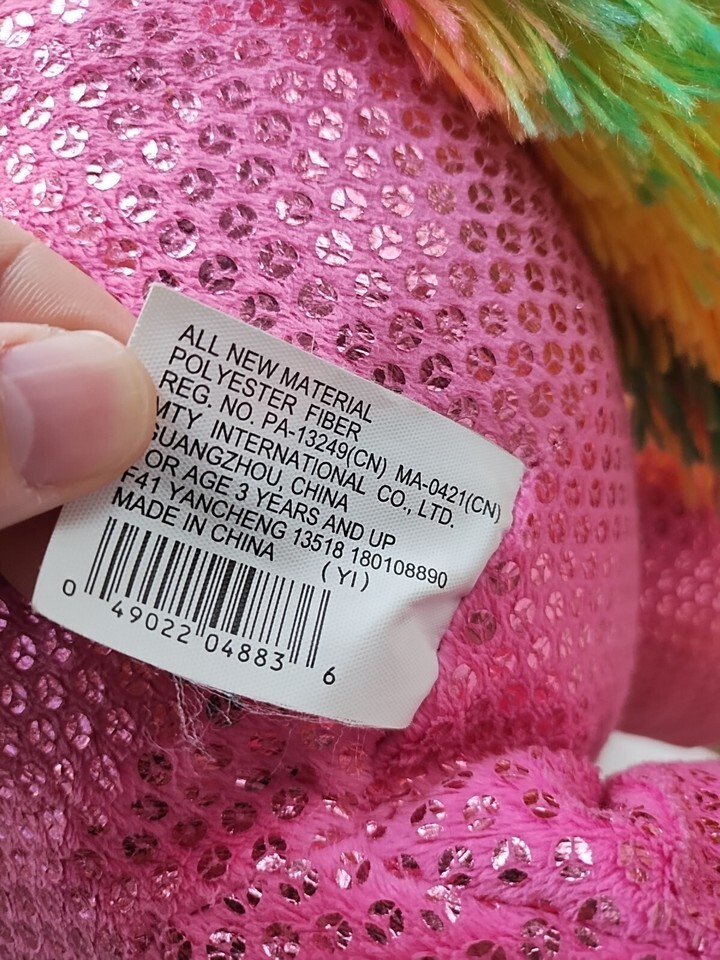 ALL NEW MATERIAL
POLYESTER FIBER
REG. NO. PA-13249(CN) MA-0421(CN)
MTY INTERNATIONAL CO., LTD.
GUANGZHOU, CHINA
FOR AGE 3 YEARS AND UP
F41 YANCHENG 13518 180108890
MADE IN CHINA (YI)
0 49022 04883 6